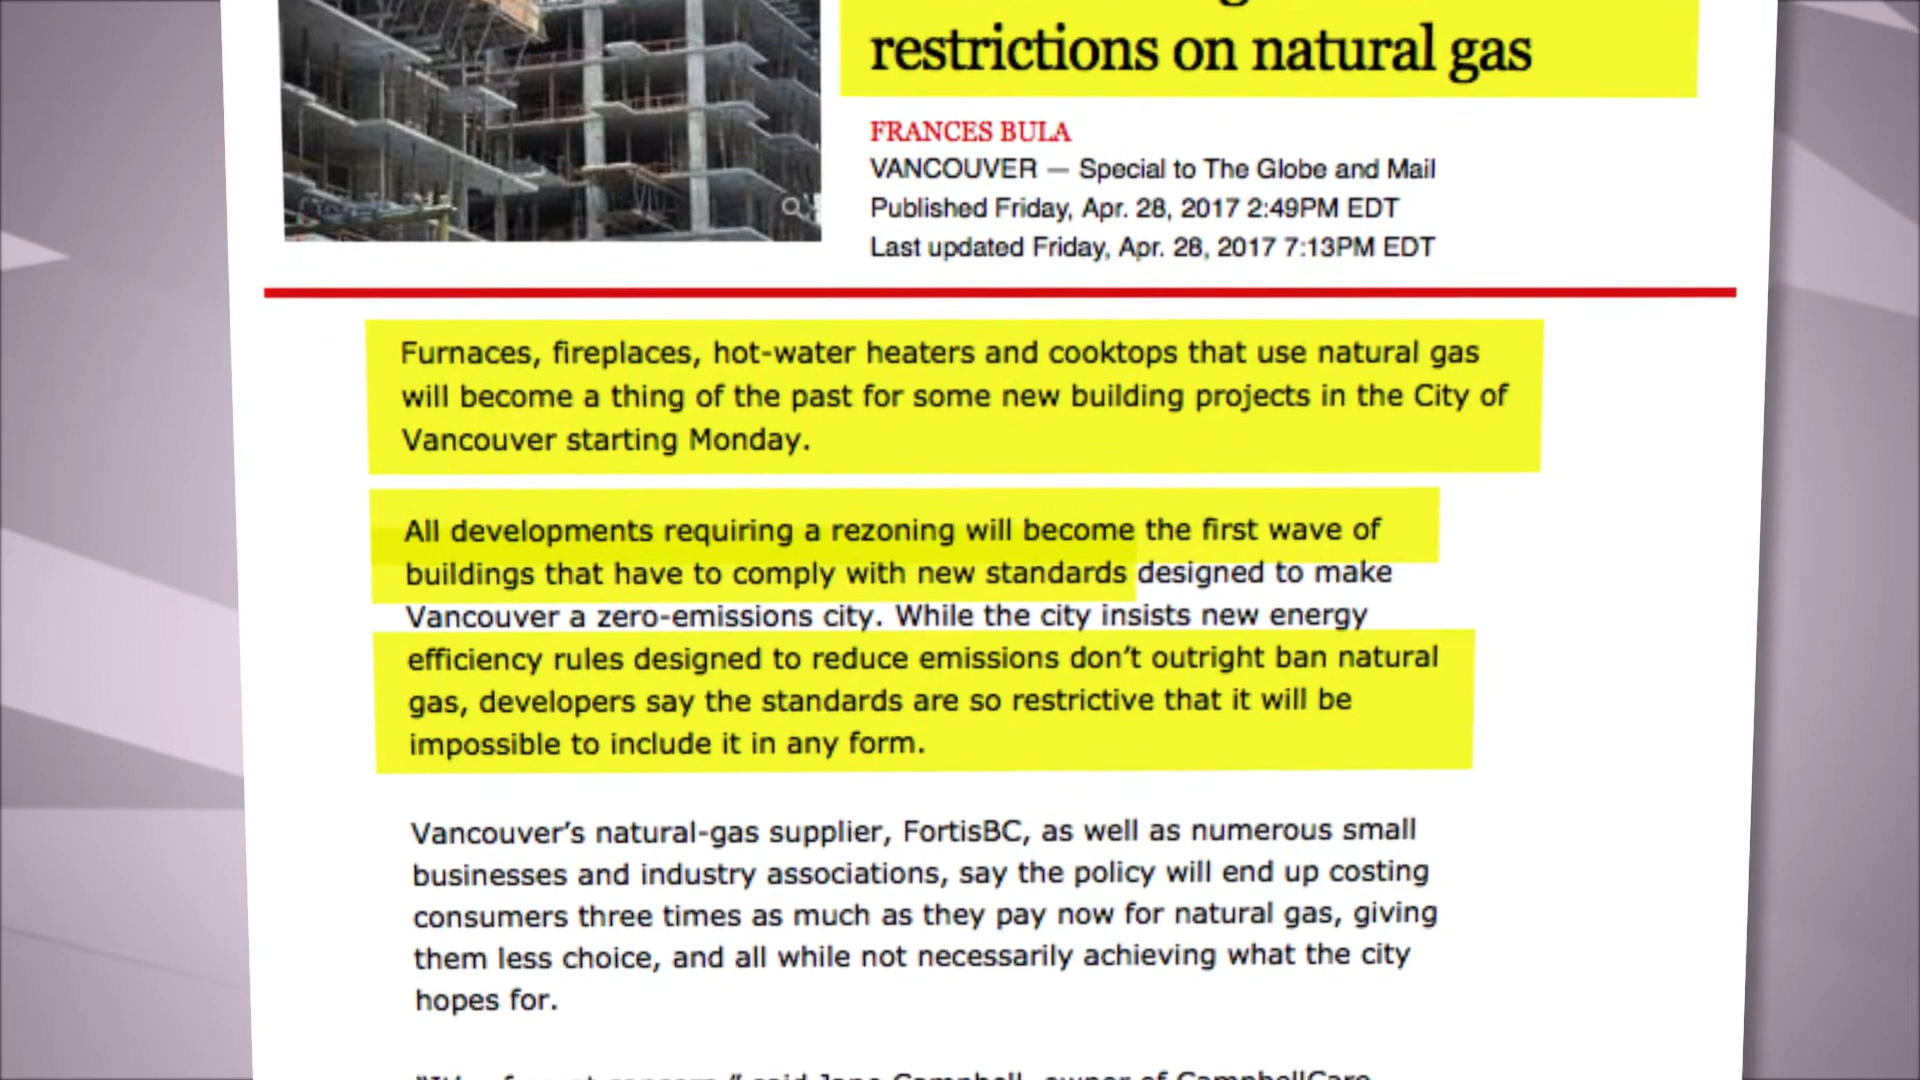 restrictions on natural gas
FRANCES BULA
VANCOUVER — Special to The Globe and Mail
Published Friday, Apr. 28, 2017 2:49PM EDT
Last updated Friday, Apr. 28, 2017 7:13PM EDT
Furnaces, fireplaces, hot-water heaters and cooktops that use natural gas
will become a thing of the past for some new building projects in the City of
Vancouver starting Monday.
All developments requiring a rezoning will become the first wave of
buildings that have to comply with new standards designed to make
Vancouver a zero-emissions city. While the city insists new energy
efficiency rules designed to reduce emissions don’t outright ban natural
gas, developers say the standards are so restrictive that it will be
impossible to include it in any form.
Vancouver’s natural-gas supplier, FortisBC, as well as numerous small
businesses and industry associations, say the policy will end up costing
consumers three times as much as they pay now for natural gas, giving
them less choice, and all while not necessarily achieving what the city
hopes for.
said Jane Campbell, owner of CampbellCare